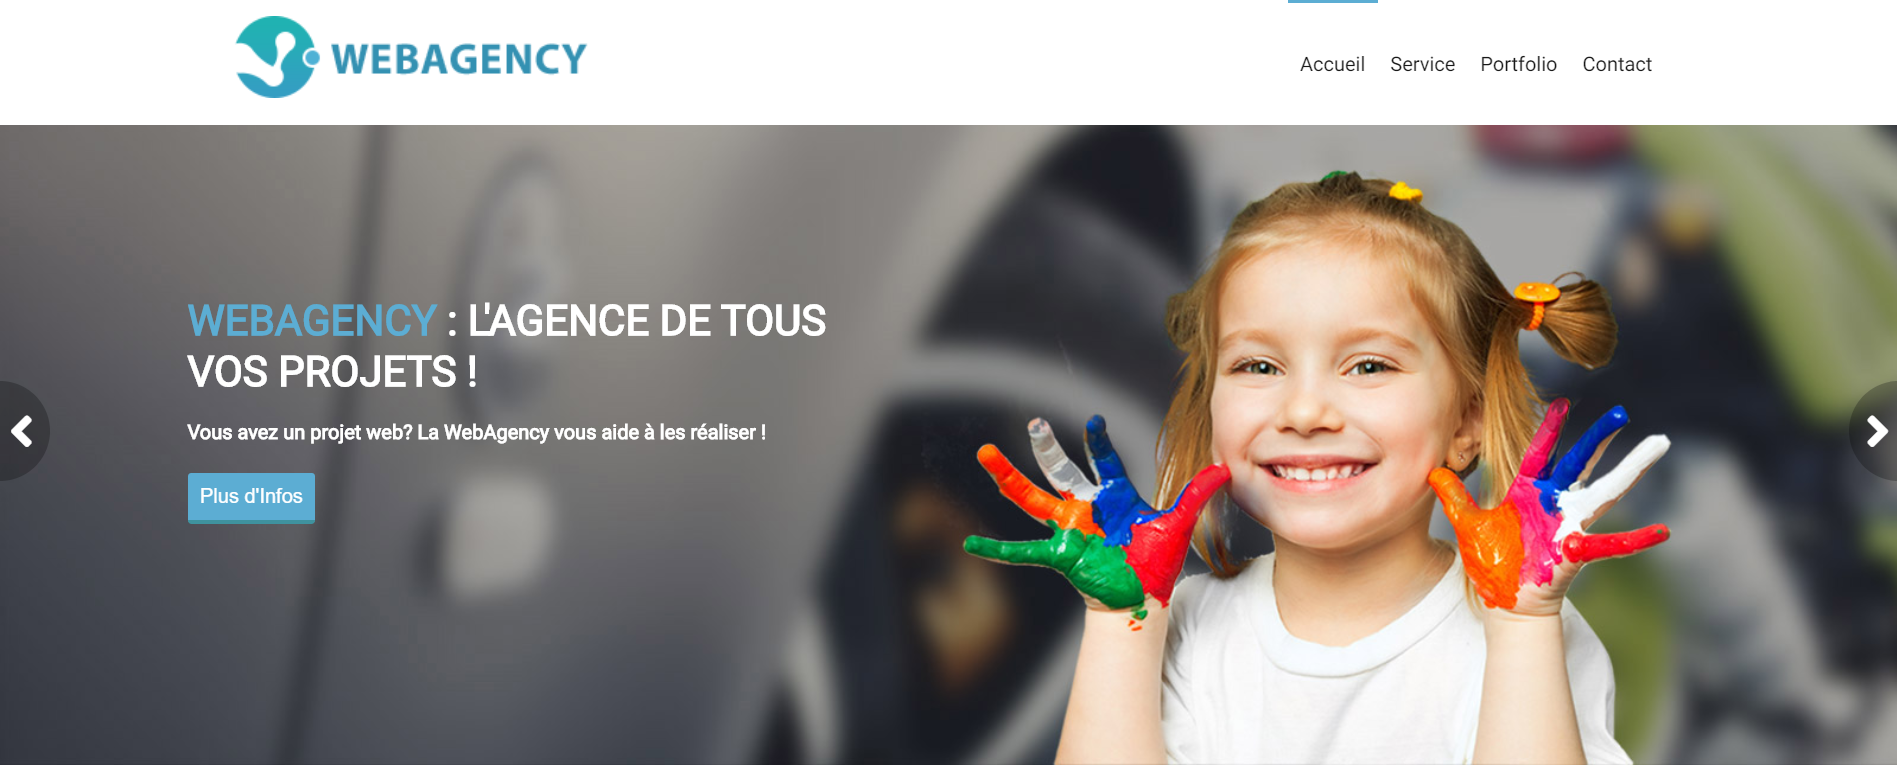 WEBAGENCY
Accueil Service Portfolio Contact
WEBAGENCY : L'AGENCE DE TOUS
VOS PROJETS !
Vous avez un projet web? La WebAgency vous aide à les réaliser !
Plus d'Infos